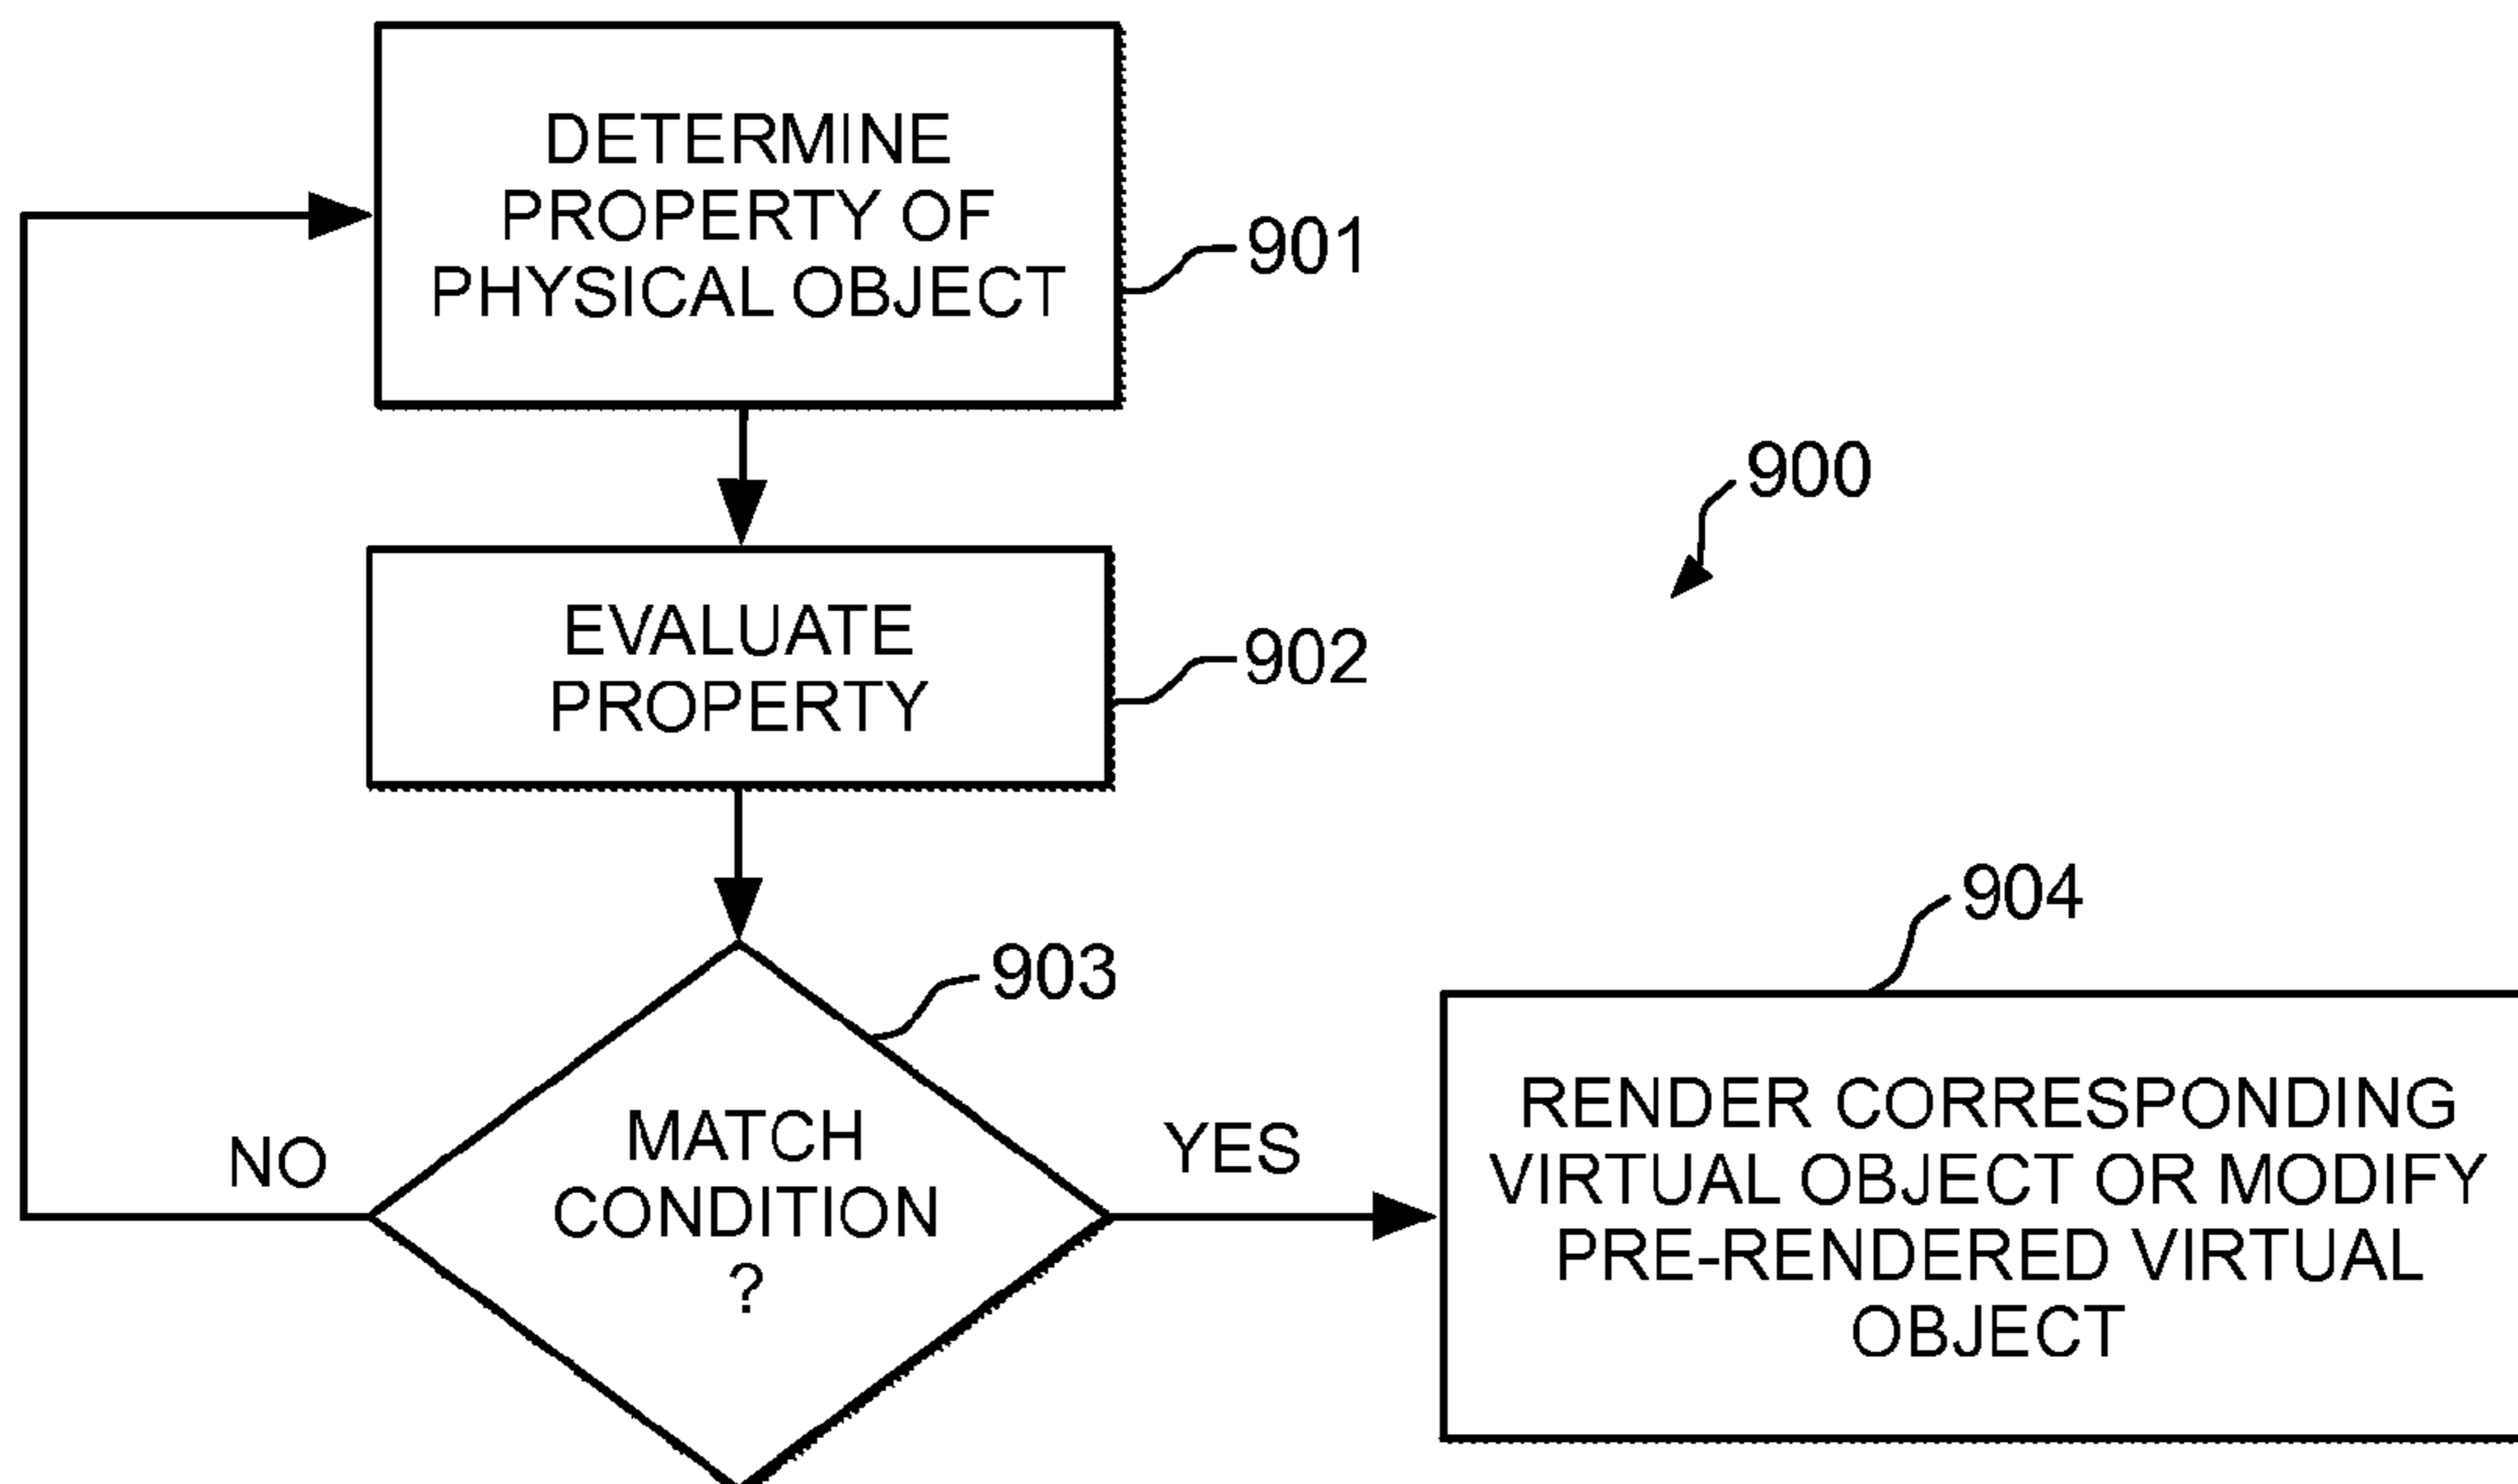 DETERMINE
PROPERTY OF
PHYSICAL OBJECT
901
900
EVALUATE
PROPERTY
902
904
903
MATCH
CONDITION
?
NO
YES
RENDER CORRESPONDING
VIRTUAL OBJECT OR MODIFY
PRE-RENDERED VIRTUAL
OBJECT